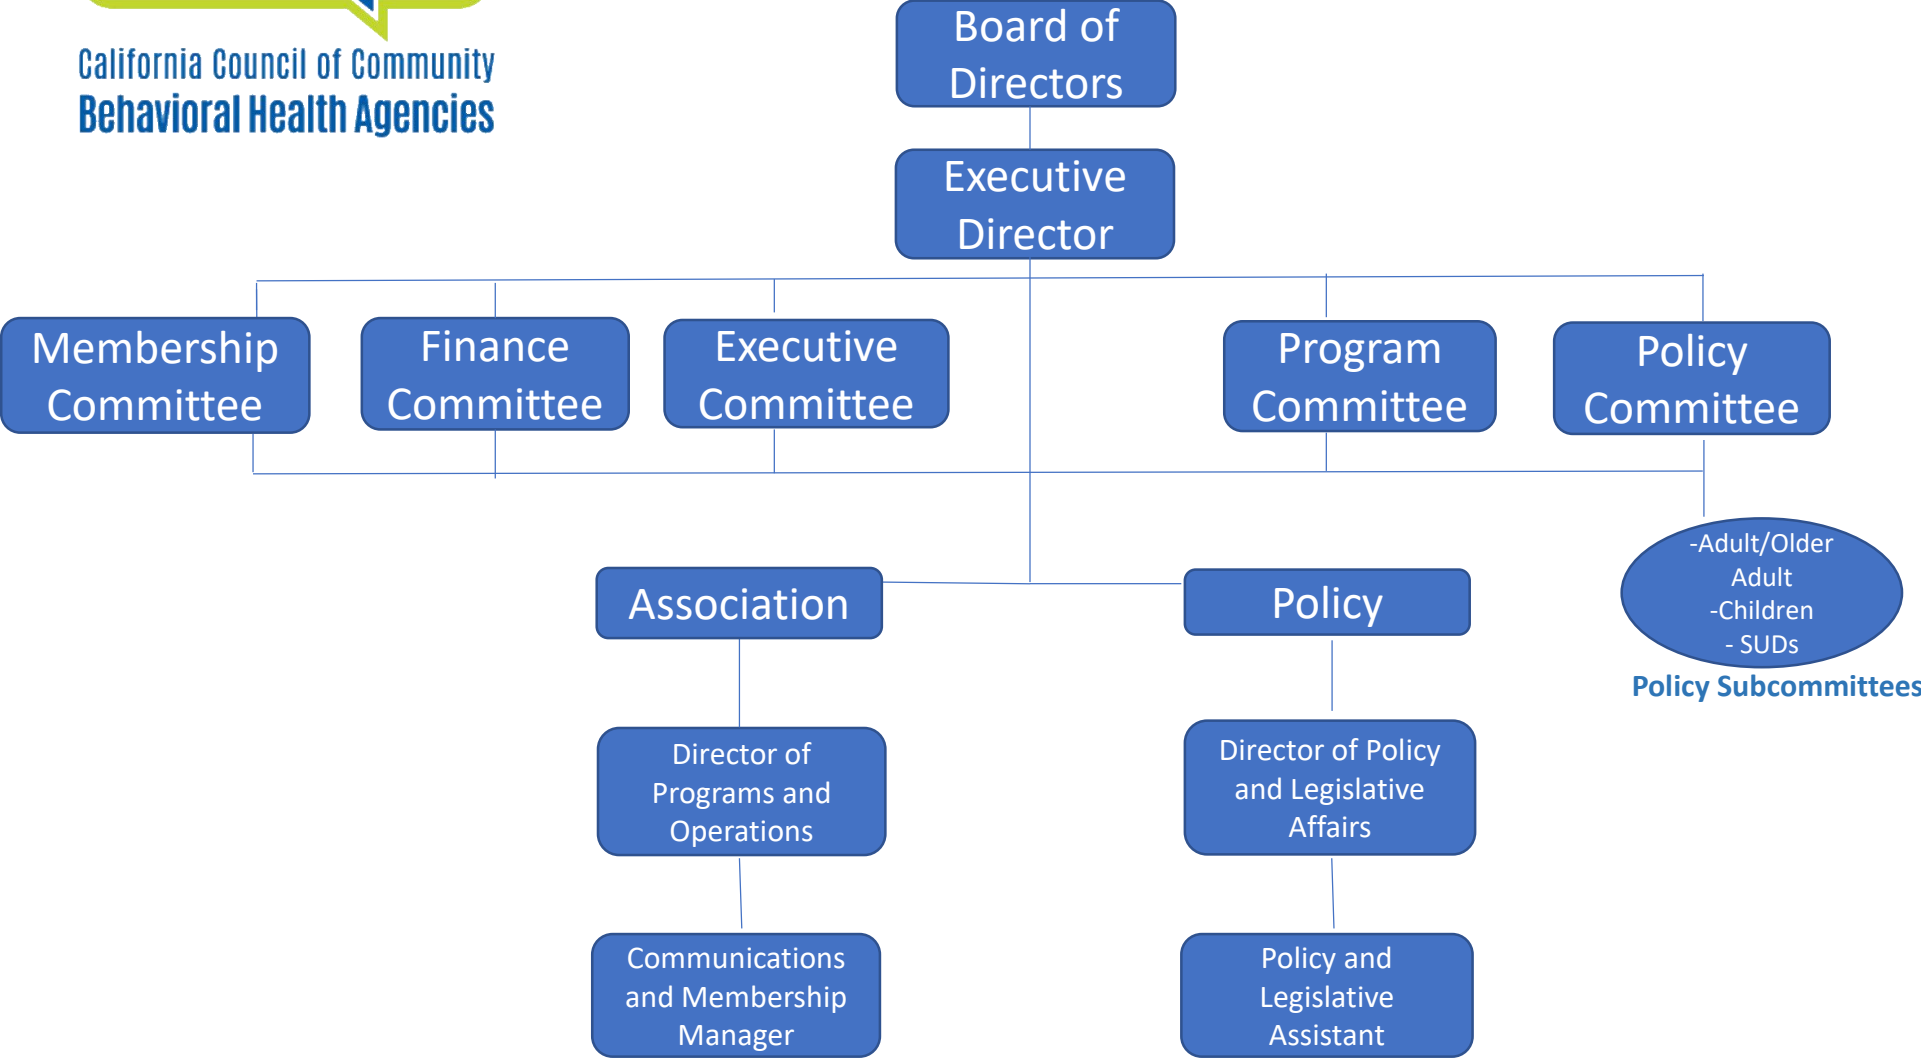 California Council of Community
Behavioral Health Agencies
Board of
Directors
Executive
Director
Membership
Committee
Finance
Committee
Executive
Committee
Program
Committee
Policy
Committee
-Adult/Older
Adult
-Children
- SUDs
Policy Subcommittees
Association
Policy
Director of
Programs and
Operations
Director of Policy
and Legislative
Affairs
Communications
and Membership
Manager
Policy and
Legislative
Assistant